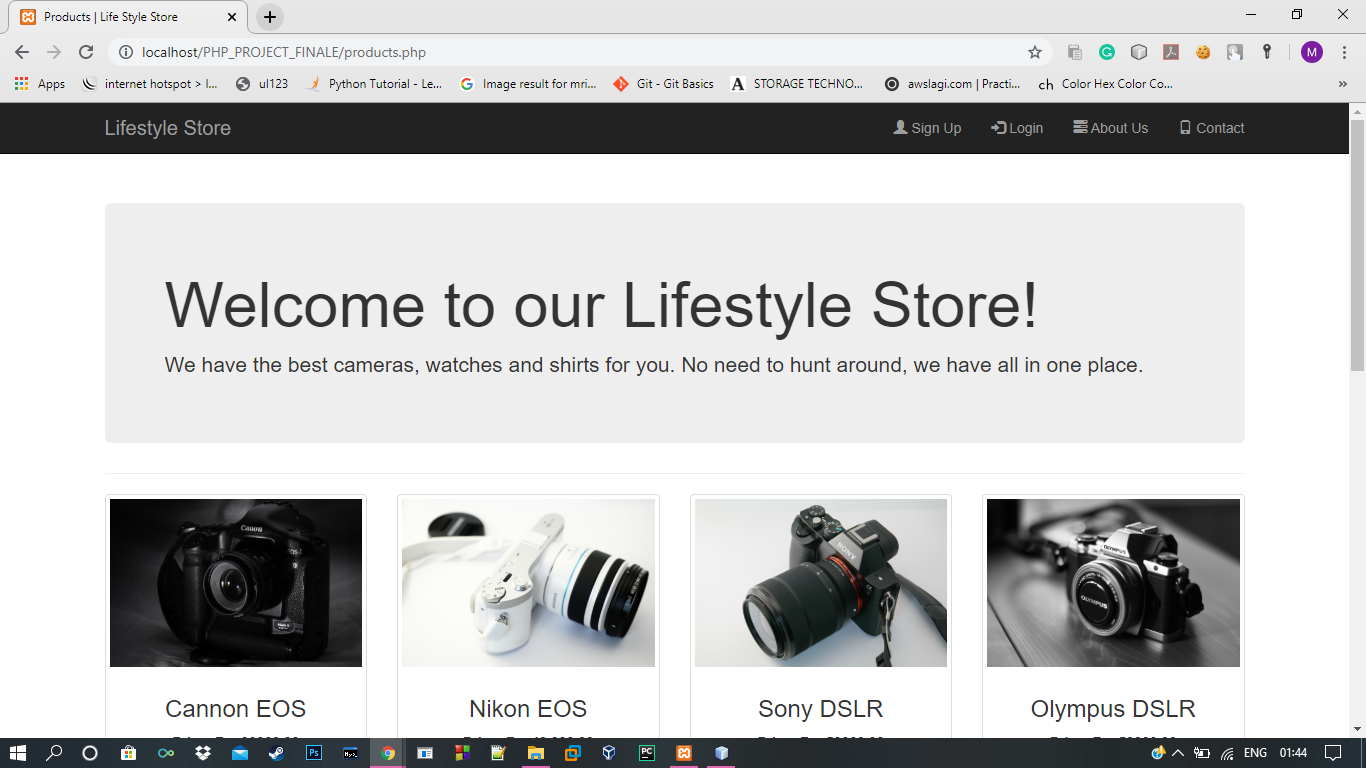 Products | Life Style Store
localhost/PHP_PROJECT_FINALE/products.php
M
Apps
internet hotspot > I...
ul123
Python Tutorial - Le...
Image result for mri...
Git - Git Basics
STORAGE TECHNO...
awslagi.com | Practi...
Color Hex Color Co...
Lifestyle Store
Sign Up
Login
About Us
Contact
Welcome to our Lifestyle Store!
We have the best cameras, watches and shirts for you. No need to hunt around, we have all in one place.
Canon
SONY
OLYMPUS
OLYMPUS
Cannon EOS
Nikon EOS
Sony DSLR
Olympus DSLR
ENG
01:44